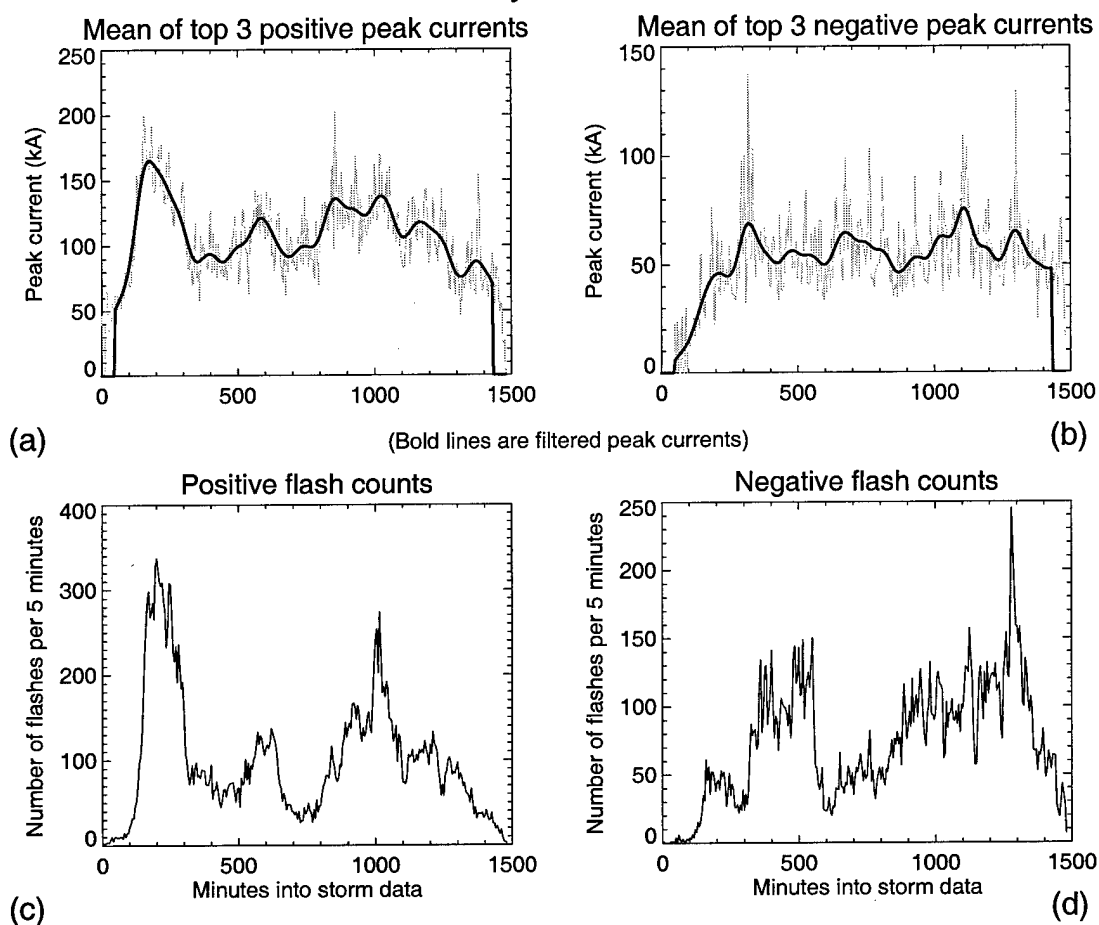 Mean of top 3 positive peak currents
Peak current (kA)
250
200
150
100
50
0
0 500 1000 1500
(a)
Mean of top 3 negative peak currents
Peak current (kA)
150
100
50
0
0 500 1000 1500
(b)
(Bold lines are filtered peak currents)
Positive flash counts
Number of flashes per 5 minutes
400
300
200
100
0
0 500 1000 1500
Minutes into storm data
(c)
Negative flash counts
Number of flashes per 5 minutes
250
200
150
100
50
0
0 500 1000 1500
Minutes into storm data
(d)